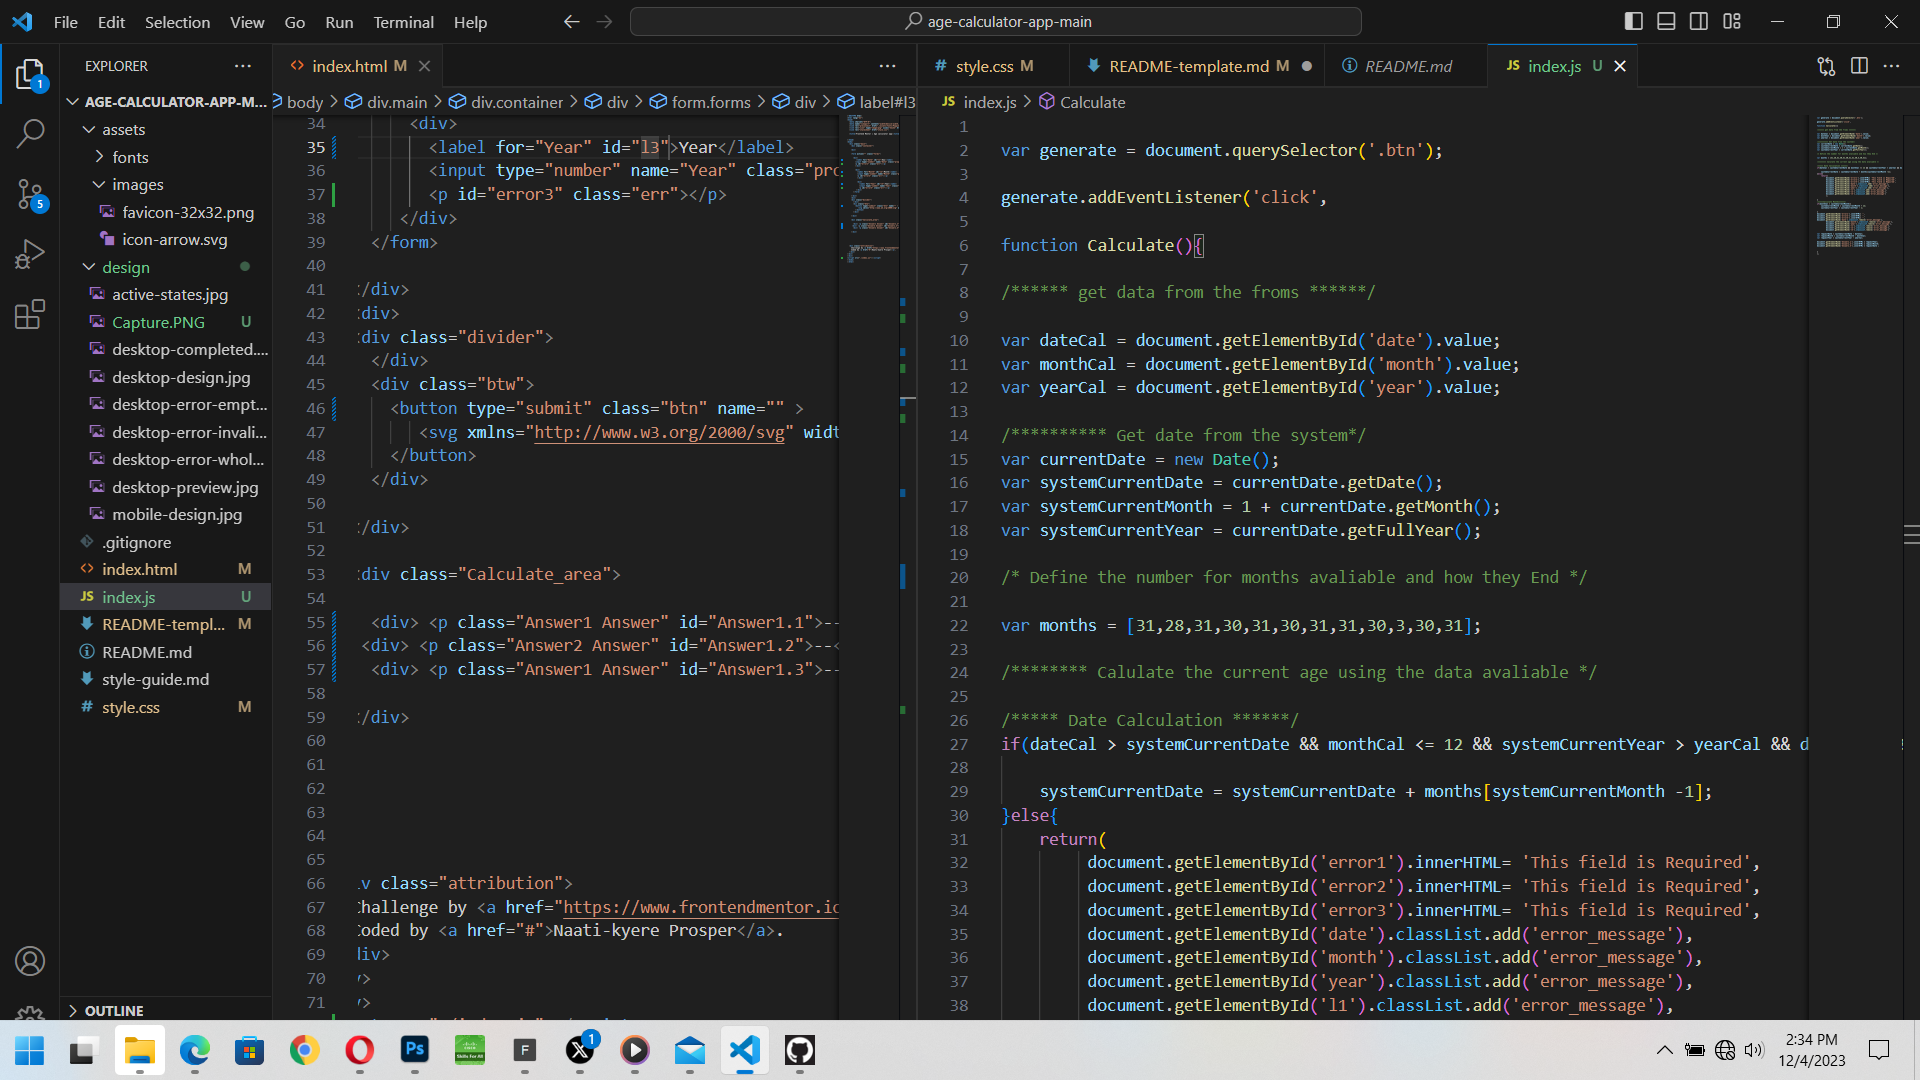 File Edit Selection View Go Run Terminal Help
age-calculator-app-main
EXPLORER
AGE-CALCULATOR-APP-M...
assets
fonts
images
favicon-32x32.png
icon-arrow.svg
design
active-states.jpg
Capture.PNG U
desktop-completed....
desktop-design.jpg
desktop-error-empt...
desktop-error-invali...
desktop-error-whol...
desktop-preview.jpg
mobile-design.jpg
.gitignore
index.html M
JS index.js U
README-templ... M
README.md
style-guide.md
# style.css M
OUTLINE
1
5
index.html M
body > div.main > div.container > div > form.forms > div > label#l3
34 <div>
35 <label for="Year" id="l3">Year</label>
36 <input type="number" name="Year" class="pro
37 <p id="error3" class="err"></p>
38 </div>
39 </form>
40
41 :/div>
42 :div>
43 :div class="divider">
44 </div>
45 <div class="btw">
46 <button type="submit" class="btn" name="" >
47 <svg xmlns="http://www.w3.org/2000/svg" widt
48 </button>
49 </div>
50
51 :/div>
52
53 :div class="Calculate_area">
54
55 <div> <p class="Answer1 Answer" id="Answer1.1">--
56 <div> <p class="Answer2 Answer" id="Answer1.2">--<
57 <div> <p class="Answer1 Answer" id="Answer1.3">--
58
59 :/div>
60
61
62
63
64
65
66 .v class="attribution">
67 hallenge by <a href="https://www.frontendmentor.io
68 oded by <a href="#">Naati-kyere Prosper</a>.
69 div>
70 />
71 />
# style.css M
README-template.md M
README.md
JS index.js U
JS index.js > Calculate
1
2 var generate = document.querySelector('.btn');
3
4 generate.addEventListener('click',
5
6 function Calculate(){
7
8 /****** get data from the froms ******/
9
10 var dateCal = document.getElementById('date').value;
11 var monthCal = document.getElementById('month').value;
12 var yearCal = document.getElementById('year').value;
13
14 /********** Get date from the system*/
15 var currentDate = new Date();
16 var systemCurrentDate = currentDate.getDate();
17 var systemCurrentMonth = 1 + currentDate.getMonth();
18 var systemCurrentYear = currentDate.getFullYear();
19
20 /* Define the number for months avaliable and how they End */
21
22 var months = [31,28,31,30,31,30,31,31,30,3,30,31];
23
24 /******** Calulate the current age using the data avaliable */
25
26 /***** Date Calculation ******/
27 if(dateCal > systemCurrentDate && monthCal <= 12 && systemCurrentYear > yearCal && d
28
29 systemCurrentDate = systemCurrentDate + months[systemCurrentMonth -1];
30 }else{
31 return(
32 document.getElementById('error1').innerHTML= 'This field is Required',
33 document.getElementById('error2').innerHTML= 'This field is Required',
34 document.getElementById('error3').innerHTML= 'This field is Required',
35 document.getElementById('date').classList.add('error_message'),
36 document.getElementById('month').classList.add('error_message'),
37 document.getElementById('year').classList.add('error_message'),
38 document.getElementById('l1').classList.add('error_message'),
Ps
Skills For All
F
X
1
2:34 PM
12/4/2023